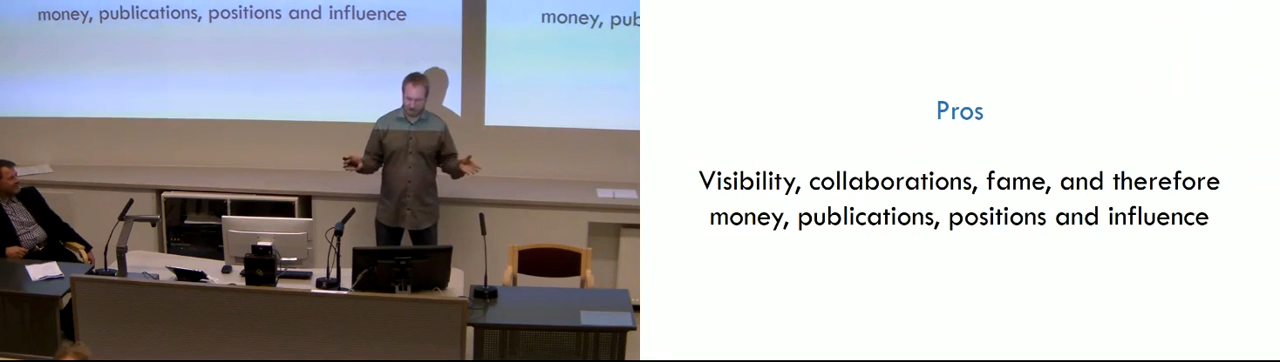 money, publications, positions and influence
money, pub
Pros
Visibility, collaborations, fame, and therefore
money, publications, positions and influence